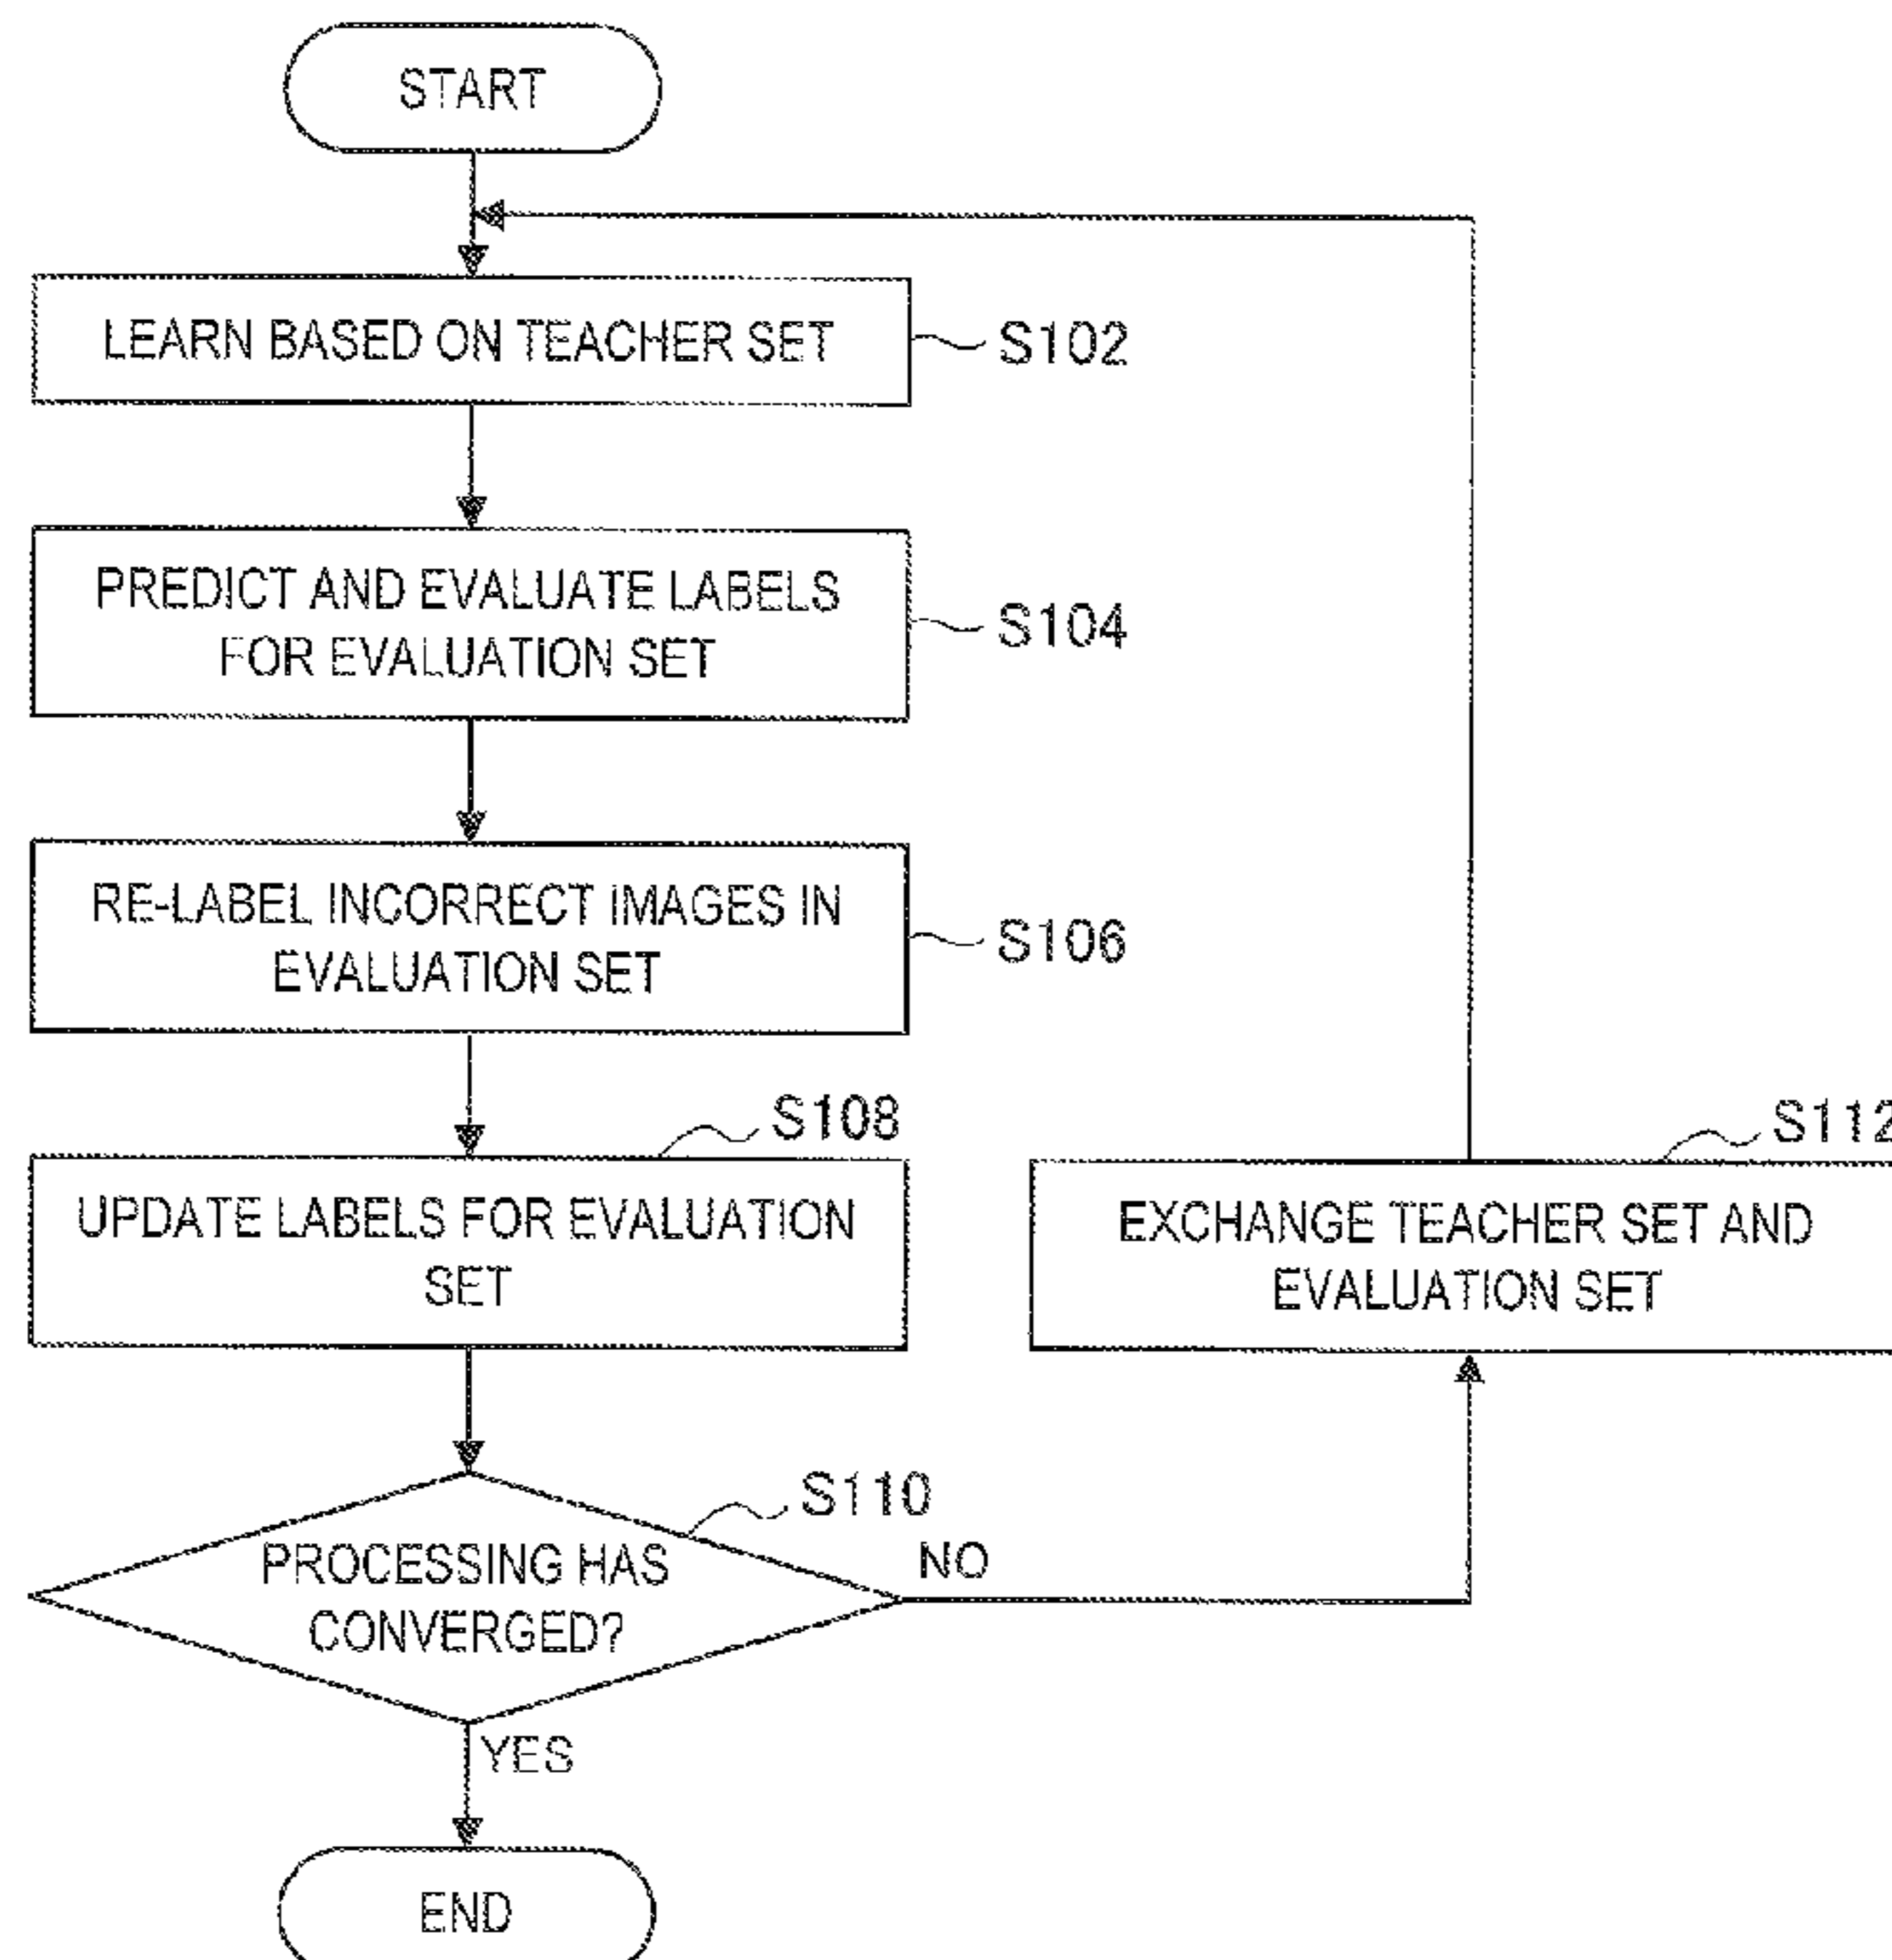 START
LEARN BASED ON TEACHER SET
S102
PREDICT AND EVALUATE LABELS
FOR EVALUATION SET
S104
RE-LABEL INCORRECT IMAGES IN
EVALUATION SET
S106
S108
UPDATE LABELS FOR EVALUATION
SET
S112
EXCHANGE TEACHER SET AND
EVALUATION SET
S110
PROCESSING HAS
CONVERGED?
NO
YES
END